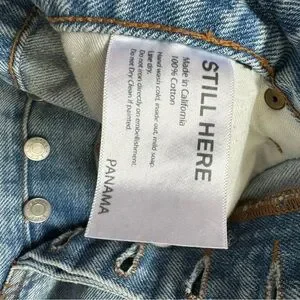 STILL HERE
Made in California
100% Cotton
Hand wash cold, inside out, mild soap.
Line dry.
Do not iron directly on embellishment.
Do not Dry Clean if painted.
PANAMA